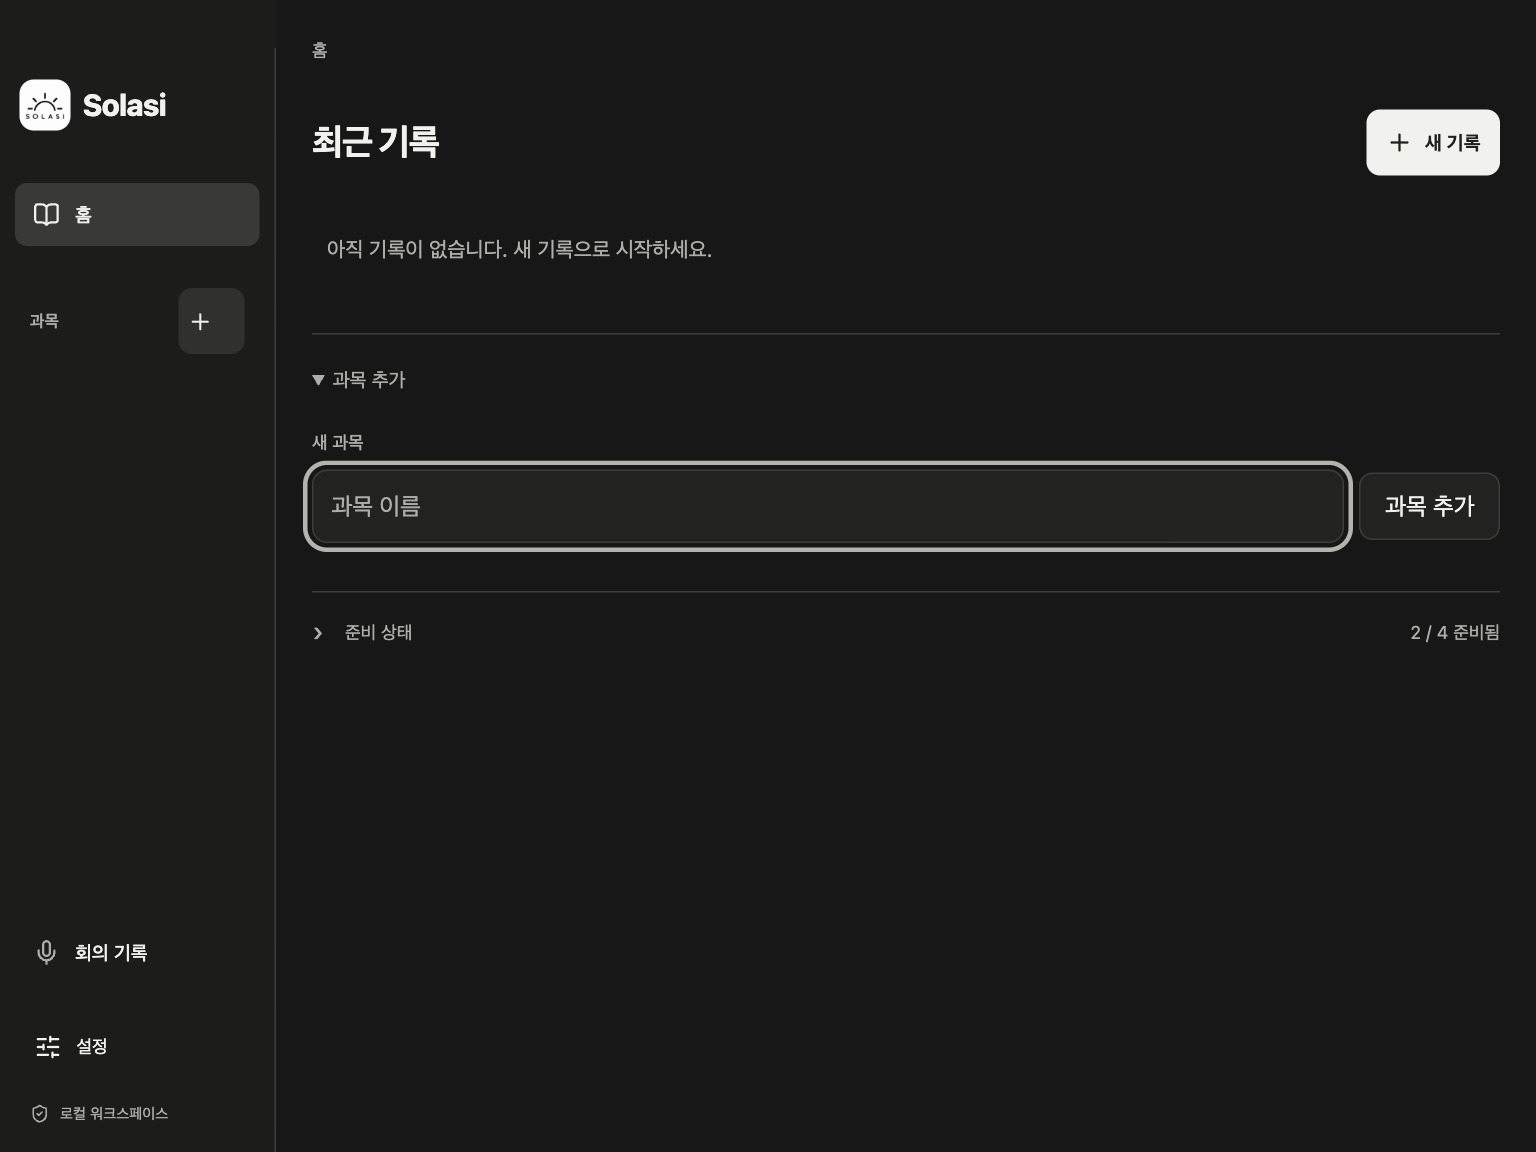 SOLASI
Solasi
홈
과목
회의 기록
설정
로컬 워크스페이스
홈
최근 기록
새 기록
아직 기록이 없습니다. 새 기록으로 시작하세요.
과목 추가
새 과목
과목 이름
과목 추가
준비 상태
2 / 4 준비됨